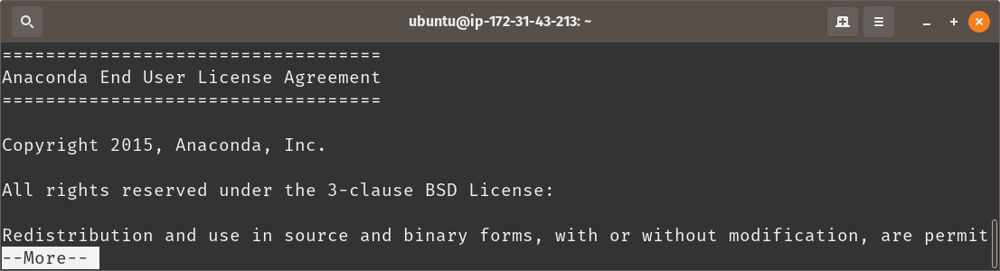 ubuntu@ip-172-31-43-213: ~
===================================
Anaconda End User License Agreement
===================================
Copyright 2015, Anaconda, Inc.
All rights reserved under the 3-clause BSD License:
Redistribution and use in source and binary forms, with or without modification, are permit
--More--